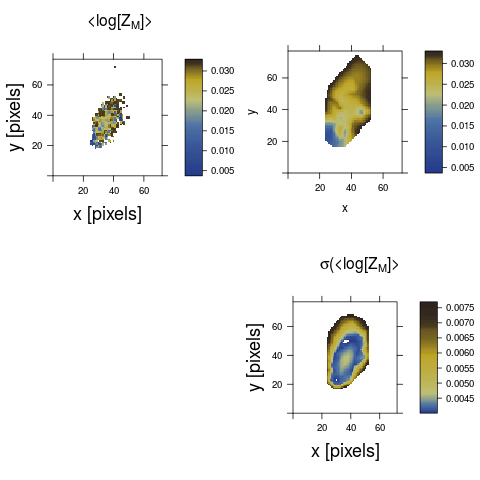 <log[Z_M]>
60
40
20
20 40 60
x [pixels]
y [pixels]
0.030
0.025
0.020
0.015
0.010
0.005
60
40
20
20 40 60
x
y
0.030
0.025
0.020
0.015
0.010
0.005
σ(<log[Z_M]>
60
40
20
20 40 60
x [pixels]
y [pixels]
0.0075
0.0070
0.0065
0.0060
0.0055
0.0050
0.0045